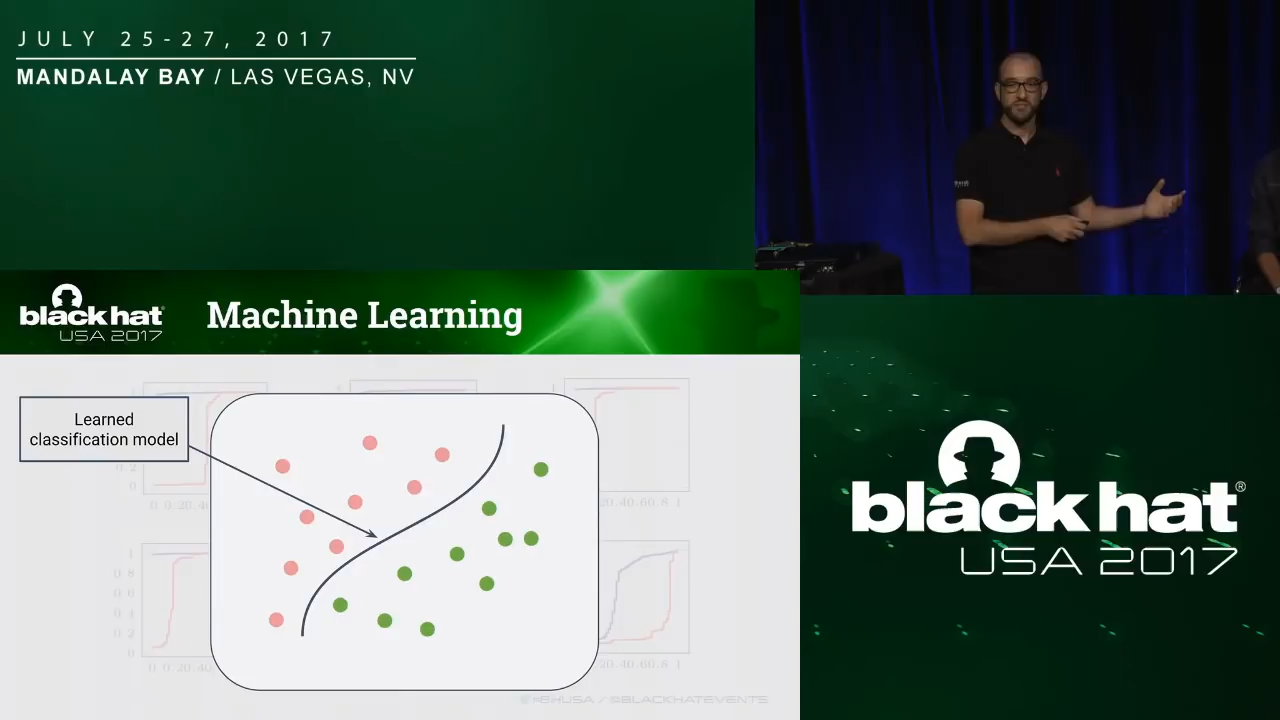 JULY 25-27, 2017
MANDALAY BAY / LAS VEGAS, NV
black hat
USA 2017
Machine Learning
Learned
classification model
black hat®
USA 2017
/ @BLACKHATEVENTS